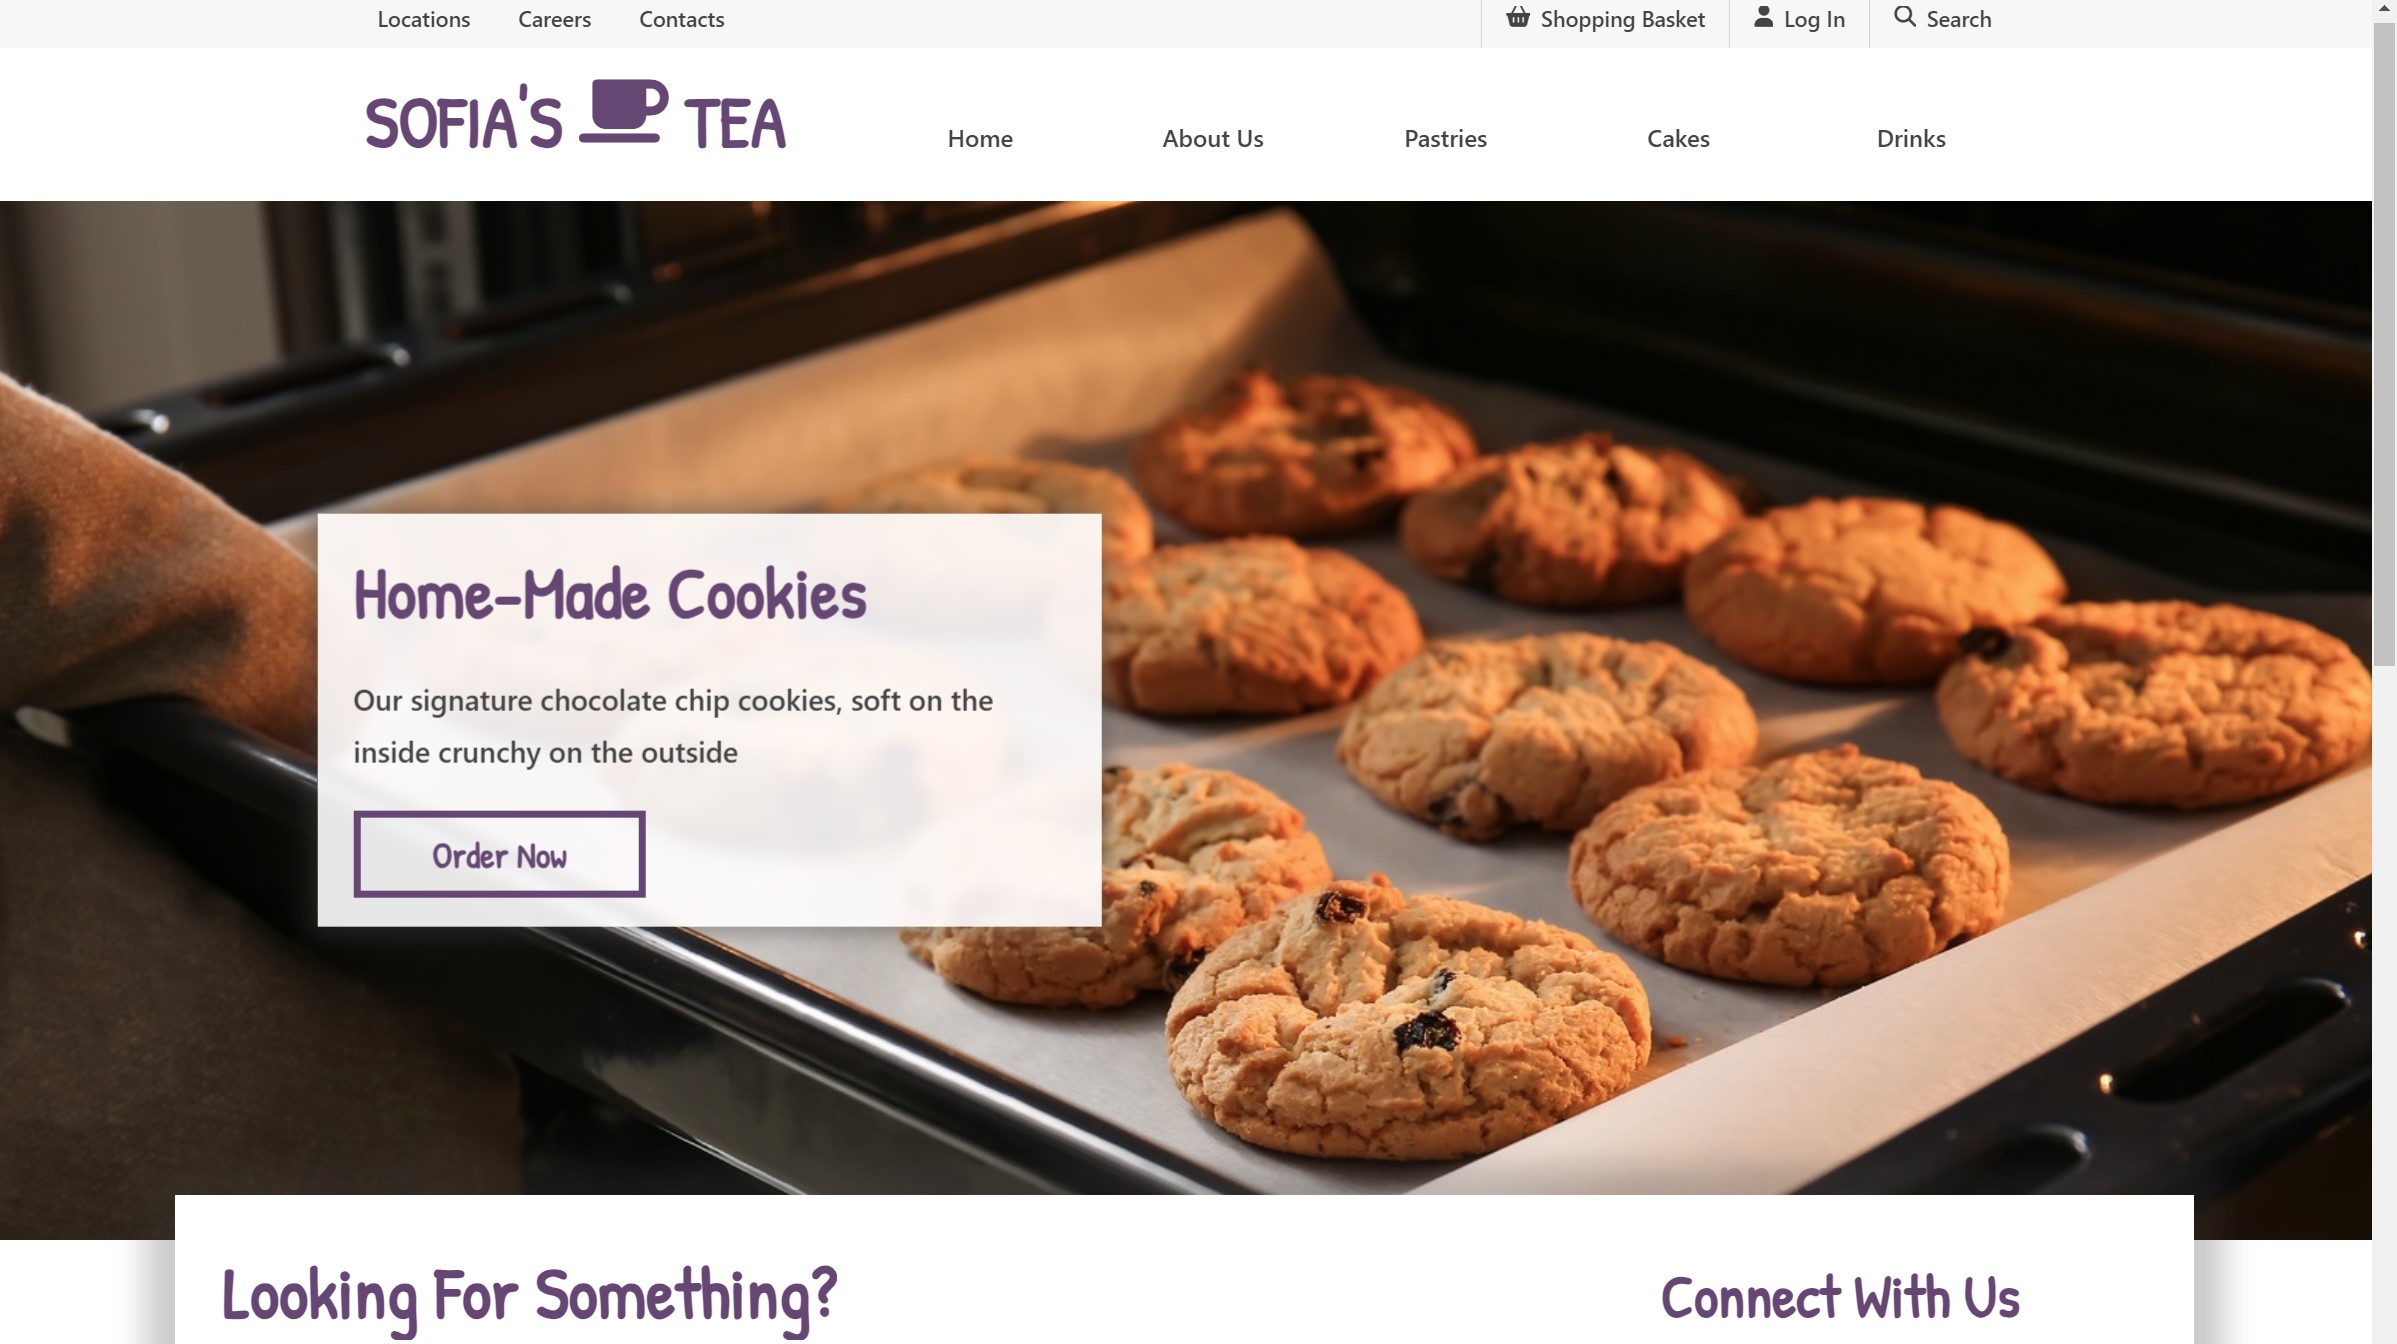 Locations Careers Contacts Shopping Basket Log In Search
SOFIA'S TEA Home About Us Pastries Cakes Drinks
Home-Made Cookies
Our signature chocolate chip cookies, soft on the
inside crunchy on the outside
Order Now
Looking For Something? Connect With Us